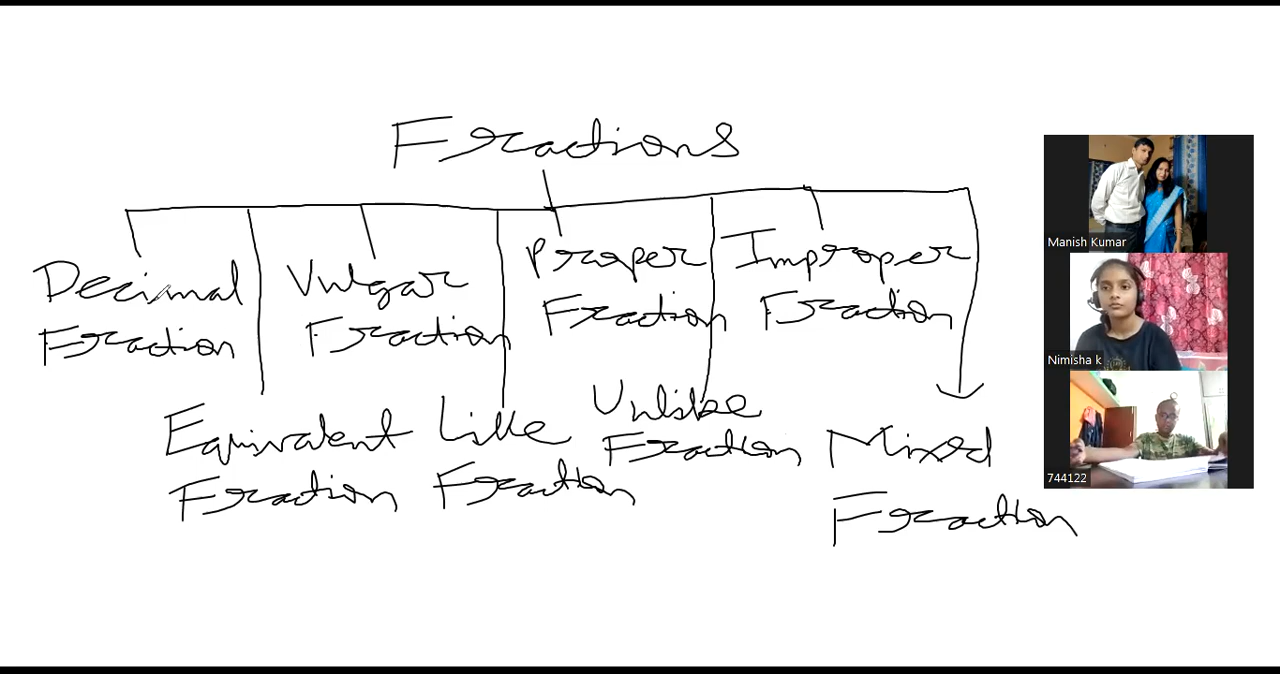 Fractions
Decimal
Fraction
Vulgar
Fraction
Proper
Fraction
Improper
Fraction
Equivalent
Fraction
Like
Fraction
Unlike
Fraction
Mixed
Fraction
Manish Kumar
Nimisha k
744122